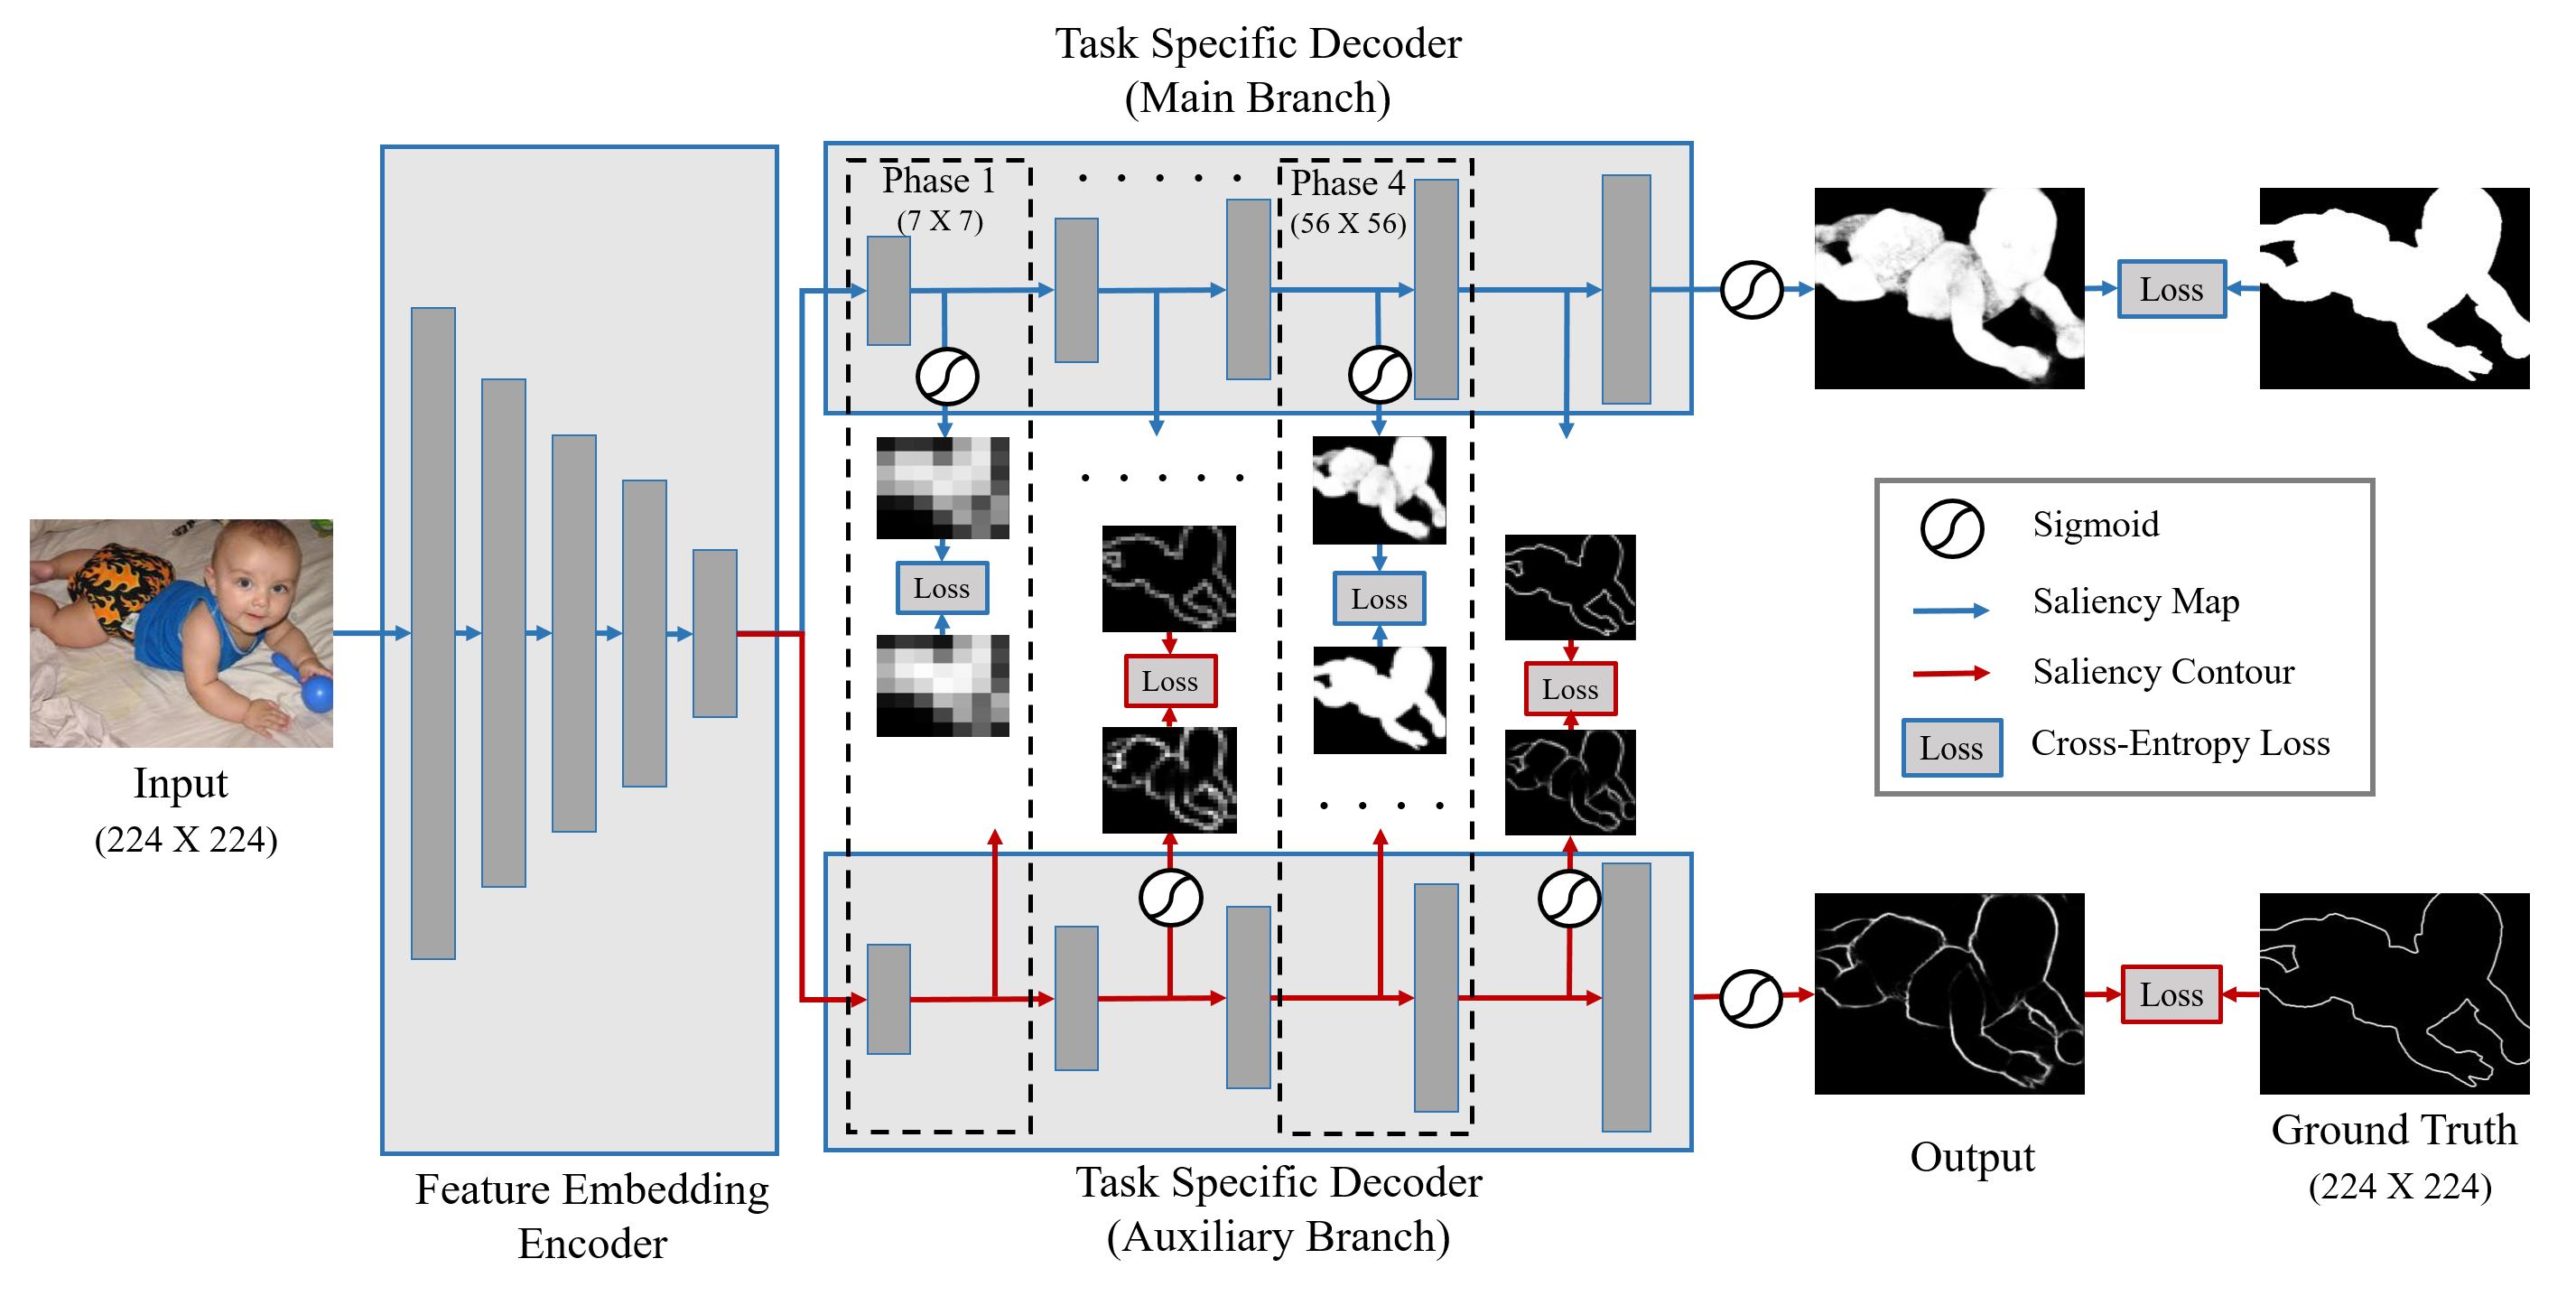 Task Specific Decoder
(Main Branch)
Phase 1
(7 X 7)
. . . . .
Phase 4
(56 X 56)
Loss
. . . . .
Loss
Loss
Loss
Loss
. . . .
Sigmoid
Saliency Map
Saliency Contour
Loss
Cross-Entropy Loss
Input
(224 X 224)
Loss
Output
Ground Truth
(224 X 224)
Feature Embedding
Encoder
Task Specific Decoder
(Auxiliary Branch)